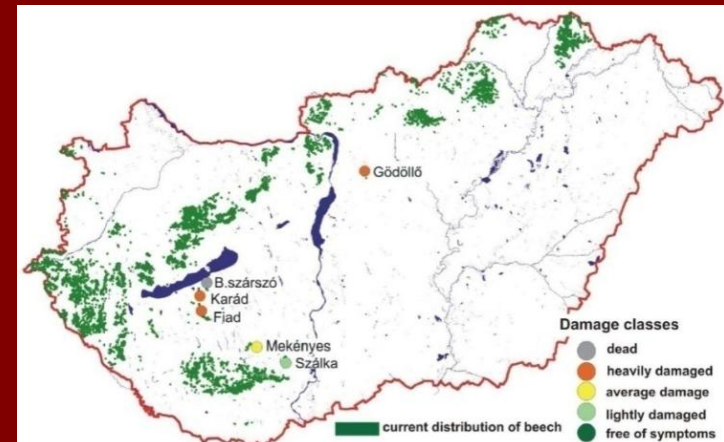 Gödöllő
B.szárszó
Karád
Fiad
Mekényes
Szálka
Damage classes
dead
heavily damaged
average damage
lightly damaged
free of symptoms
current distribution of beech